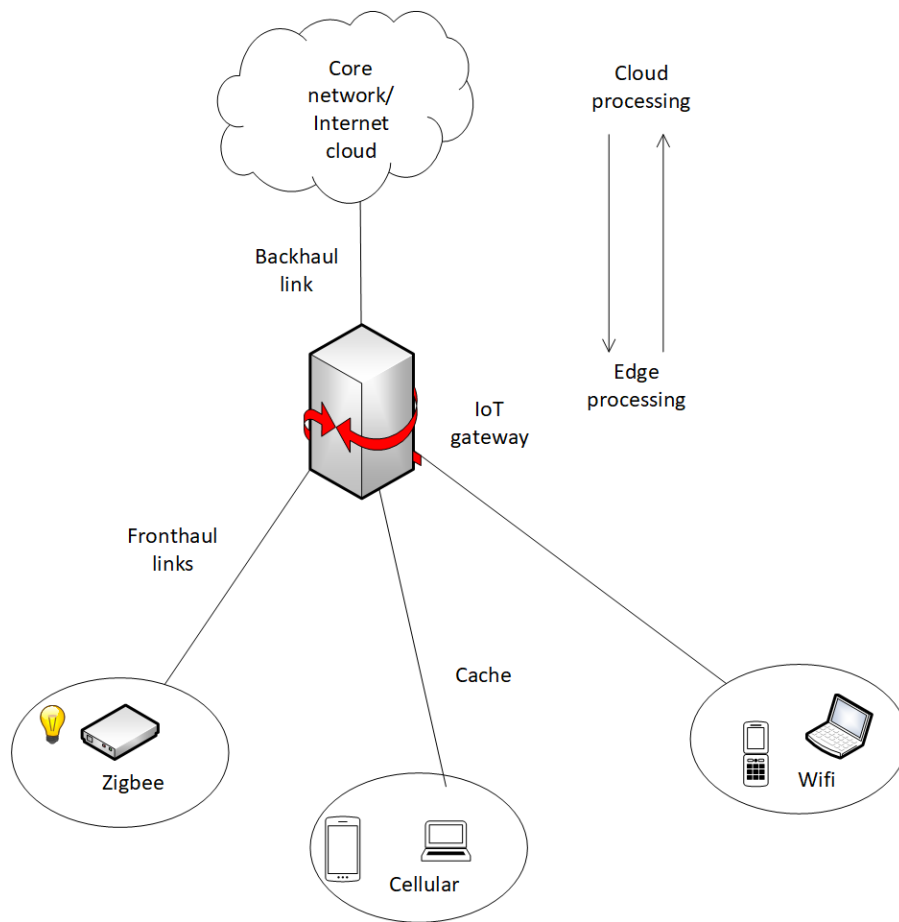 Core
network/
Internet
cloud
Cloud
processing
Backhaul
link
Edge
processing
IoT
gateway
Fronthaul
links
Cache
Zigbee
Wifi
Cellular